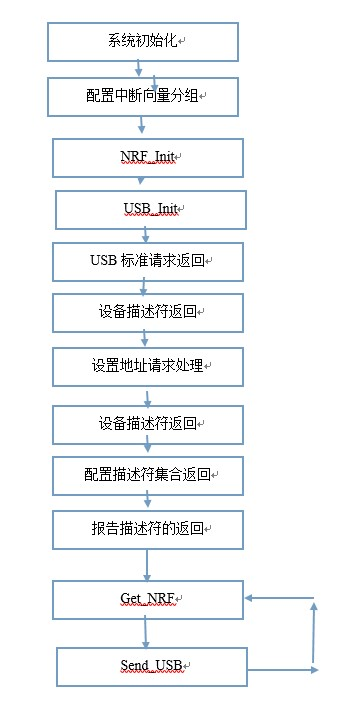 系统初始化
配置中断向量分组
NRF_Init
USB_Init
USB 标准请求返回
设备描述符返回
设置地址请求处理
设备描述符返回
配置描述符集合返回
报告描述符的返回
Get_NRF
Send_USB